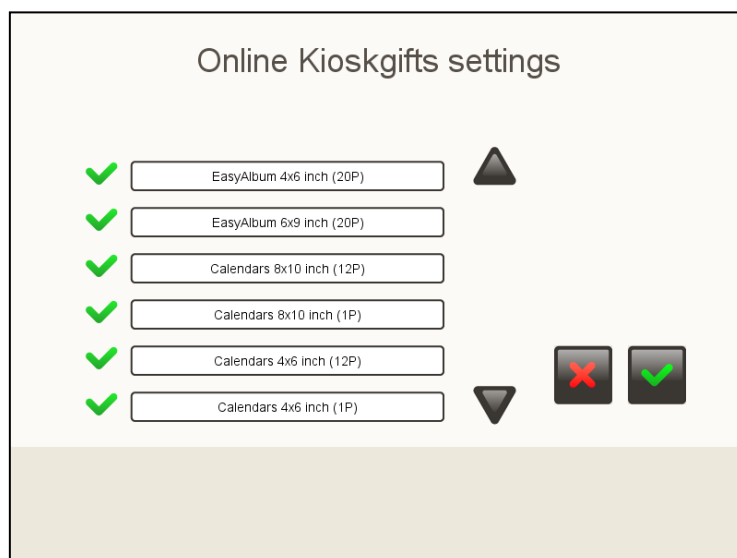 Online Kioskgifts settings
EasyAlbum 4x6 inch (20P)
EasyAlbum 6x9 inch (20P)
Calendars 8x10 inch (12P)
Calendars 8x10 inch (1P)
Calendars 4x6 inch (12P)
Calendars 4x6 inch (1P)